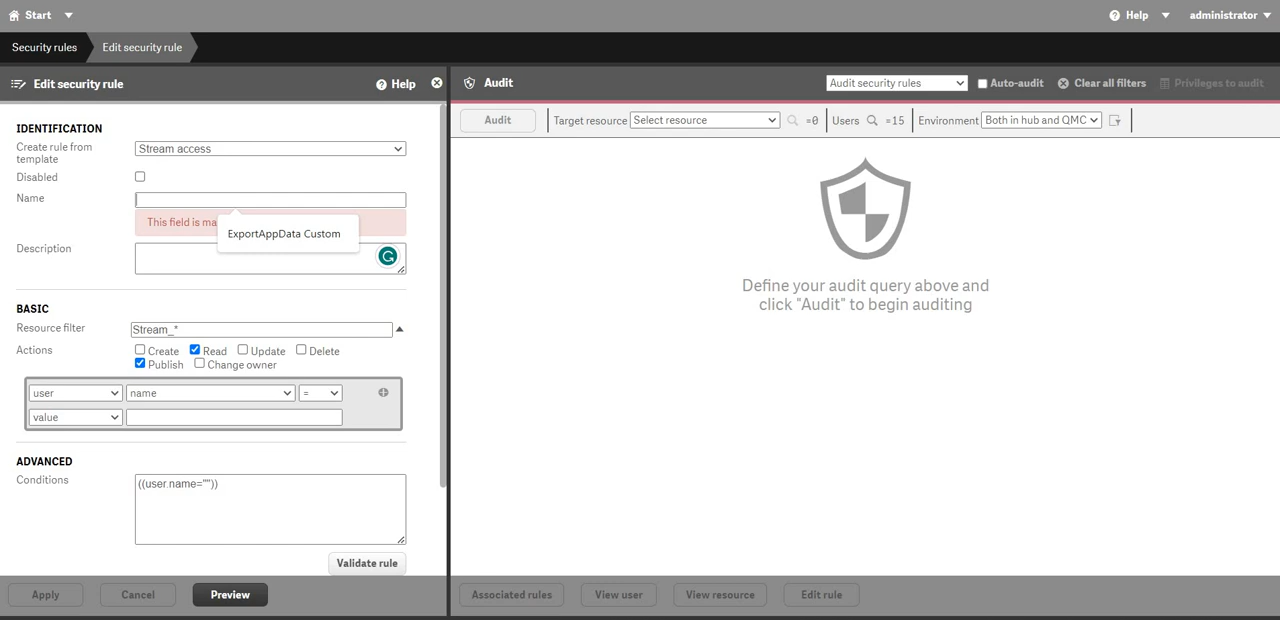 Start
Help
administrator
Security rules
Edit security rule
Edit security rule
Help
IDENTIFICATION
Create rule from
template
Stream access
Disabled
Name
This field is ma
ExportAppData Custom
Description
BASIC
Resource filter
Stream_*
Actions
Create
Read
Update
Delete
Publish
Change owner
user
name
=
value
ADVANCED
Conditions
((user.name=""))
Validate rule
Apply
Cancel
Preview
Audit
Audit security rules
Auto-audit
Clear all filters
Privileges to audit
Audit
Target resource
Select resource
=0
Users
=15
Environment
Both in hub and QMC
Define your audit query above and
click "Audit" to begin auditing
Associated rules
View user
View resource
Edit rule